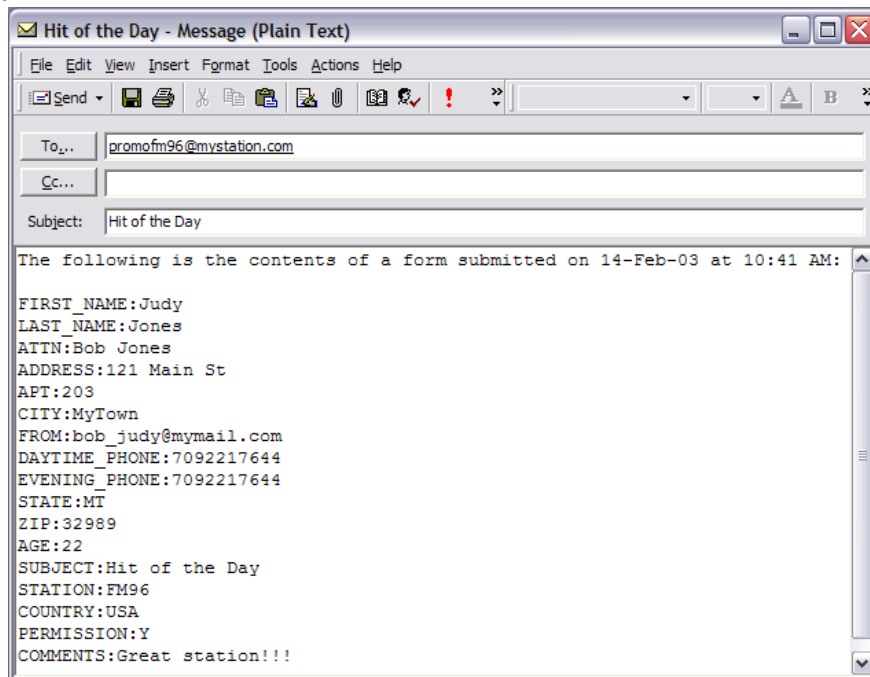 Hit of the Day - Message (Plain Text)
File Edit View Insert Format Tools Actions Help
Send
A B
To... promofm96@mystation.com
Cc...
Subject: Hit of the Day
The following is the contents of a form submitted on 14-Feb-03 at 10:41 AM:
FIRST_NAME:Judy
LAST_NAME:Jones
ATTN:Bob Jones
ADDRESS:121 Main St
APT:203
CITY:MyTown
FROM:bob_judy@mymail.com
DAYTIME_PHONE:7092217644
EVENING_PHONE:7092217644
STATE:MT
ZIP:32989
AGE:22
SUBJECT:Hit of the Day
STATION:FM96
COUNTRY:USA
PERMISSION:Y
COMMENTS:Great station!!!